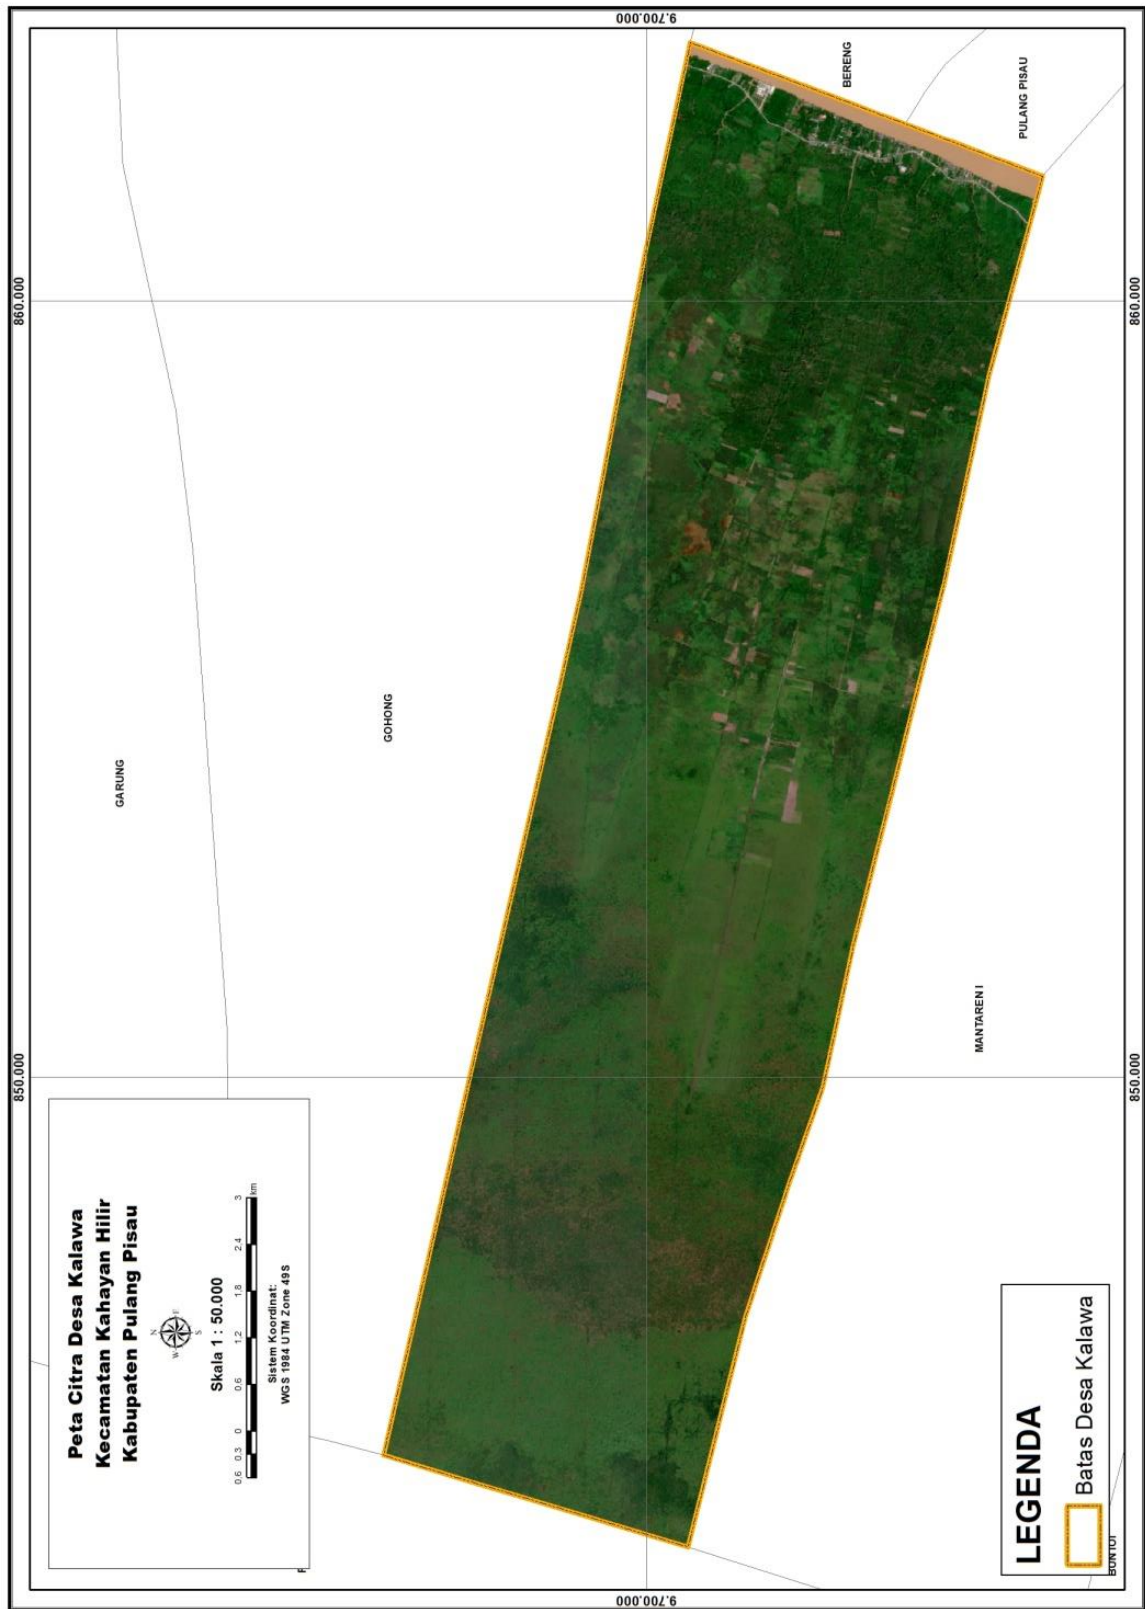 Peta Citra Desa Kalawa
Kecamatan Kahayan Hilir
Kabupaten Pulang Pisau
N
W E
S
Skala 1 : 50.000
0.6 0.3 0 0.6 1.2 1.8 2.4 3
km
Sistem Koordinat:
WGS 1984 UTM Zone 49S
850.000
860.000
9.700.000
9.700.000
850.000
860.000
GARUNG
GOHONG
BERENG
PULANG PISAU
MANTAREN I
BUNTOI
LEGENDA
Batas Desa Kalawa